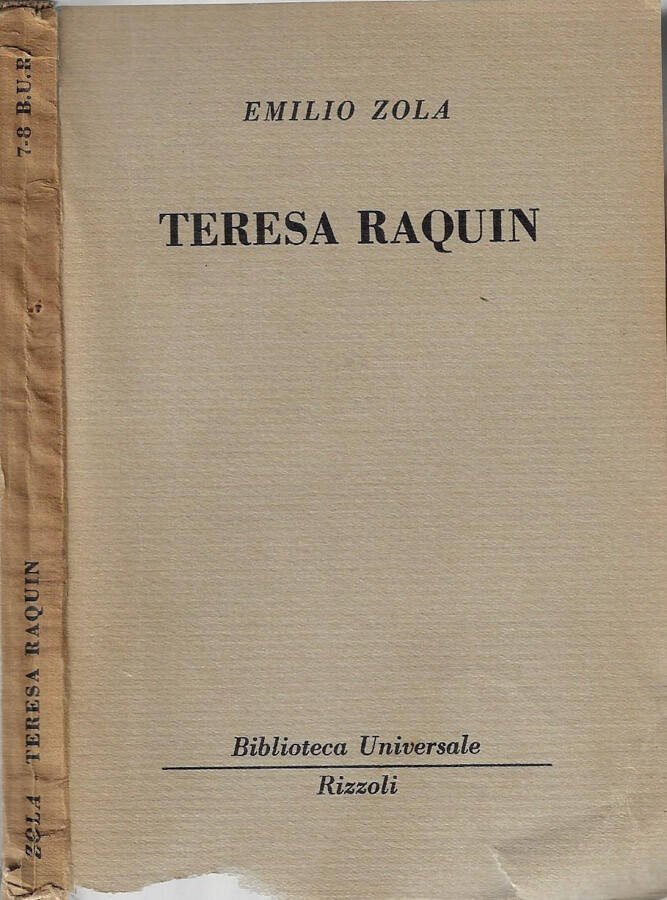 EMILIO ZOLA
TERESA RAQUIN
Biblioteca Universale
Rizzoli
ZOLA - TERESA RAQUIN
7-8 B.U.R.